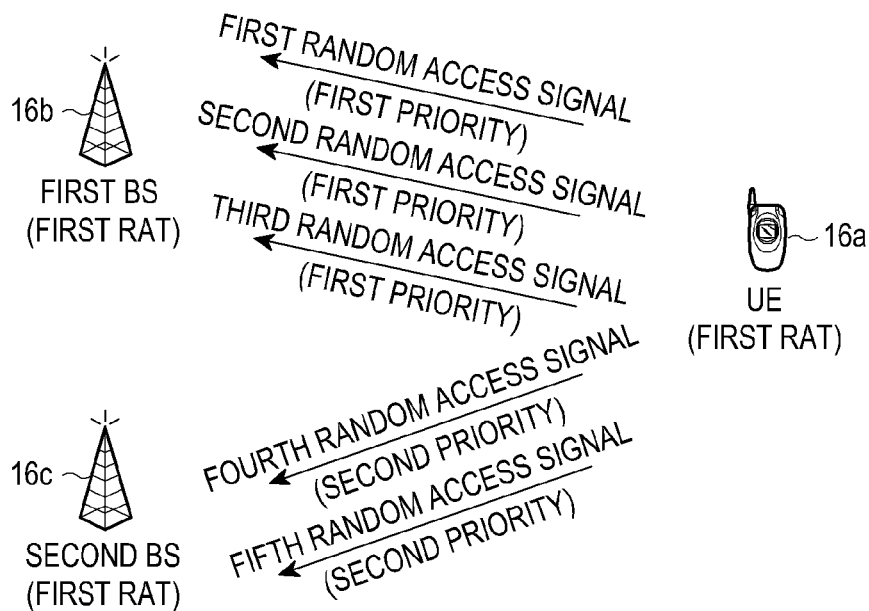 FIRST RANDOM ACCESS SIGNAL
(FIRST PRIORITY)
16b
SECOND RANDOM ACCESS SIGNAL
(FIRST PRIORITY)
FIRST BS
(FIRST RAT)
THIRD RANDOM ACCESS SIGNAL
(FIRST PRIORITY)
16a
UE
(FIRST RAT)
FOURTH RANDOM ACCESS SIGNAL
(SECOND PRIORITY)
16c
FIFTH RANDOM ACCESS SIGNAL
(SECOND PRIORITY)
SECOND BS
(FIRST RAT)